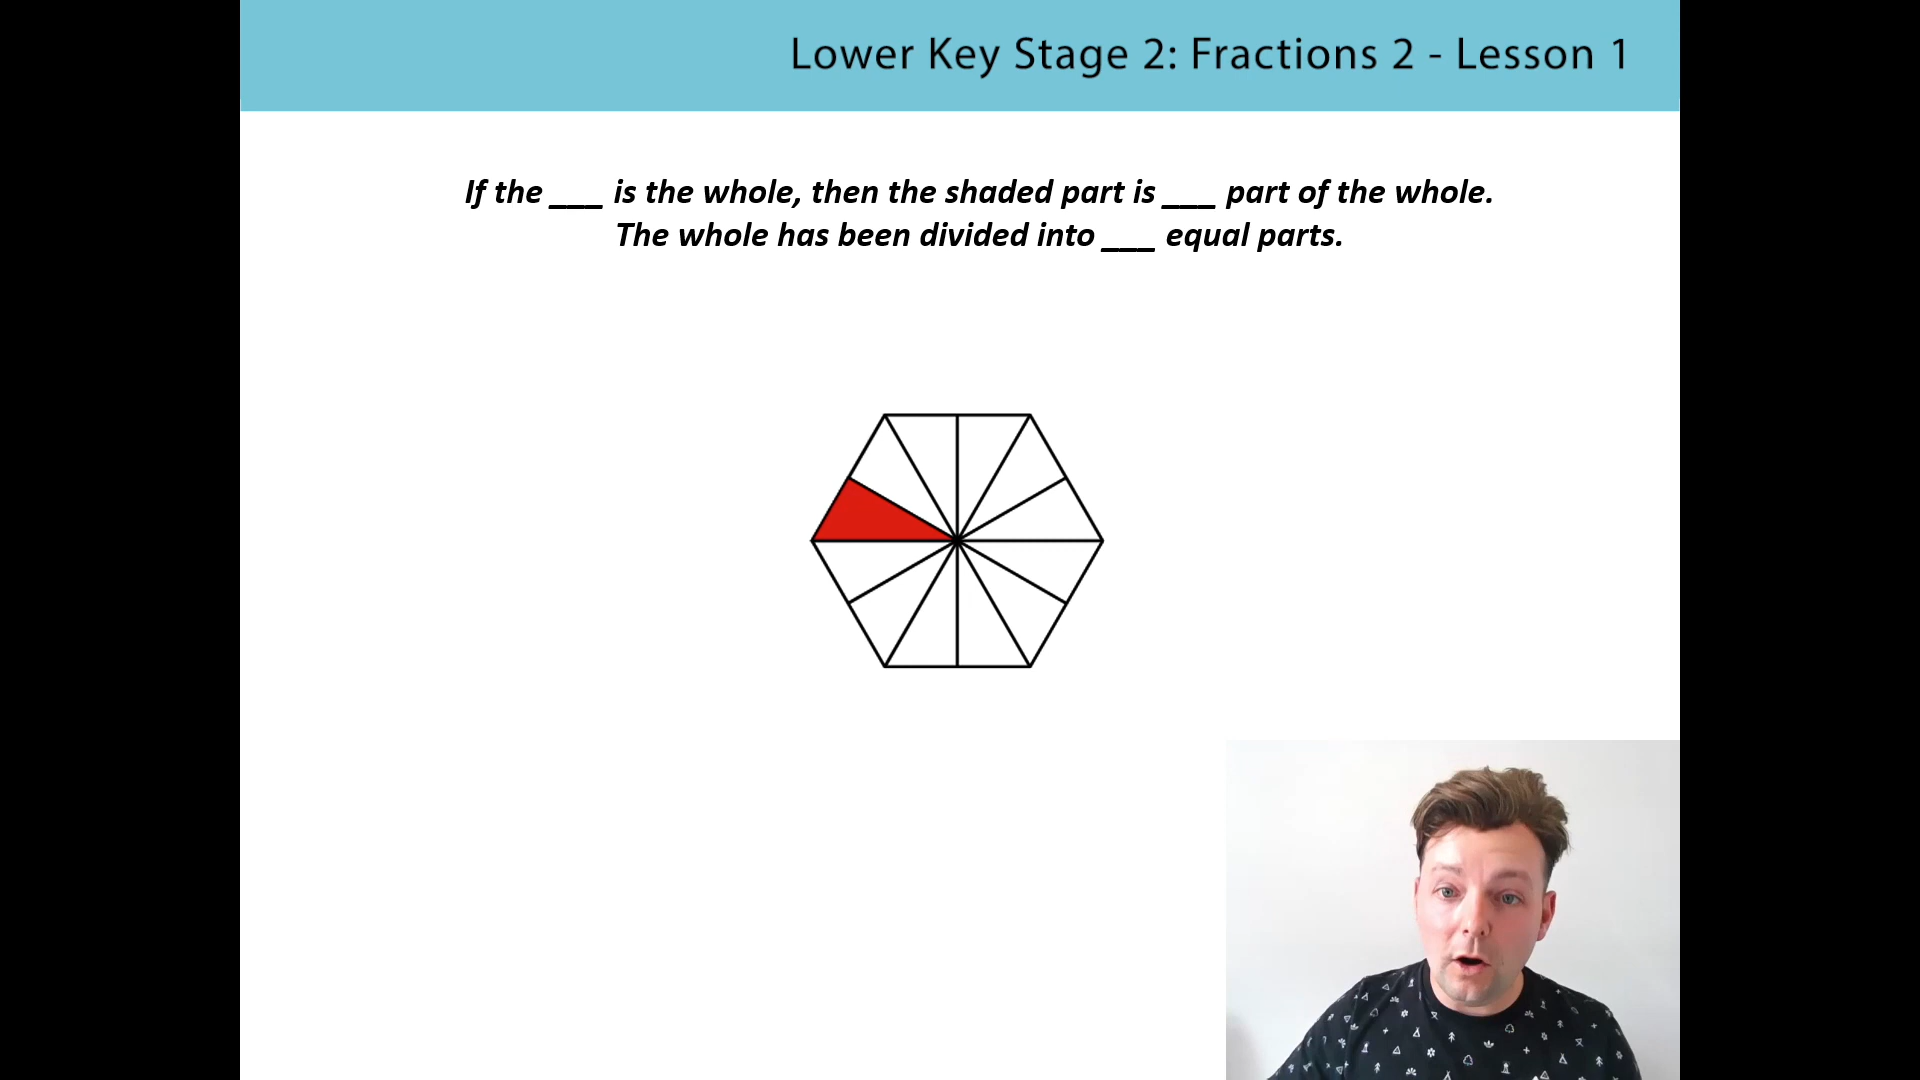 Lower Key Stage 2: Fractions 2 - Lesson 1
If the ___ is the whole, then the shaded part is ___ part of the whole.
The whole has been divided into ___ equal parts.